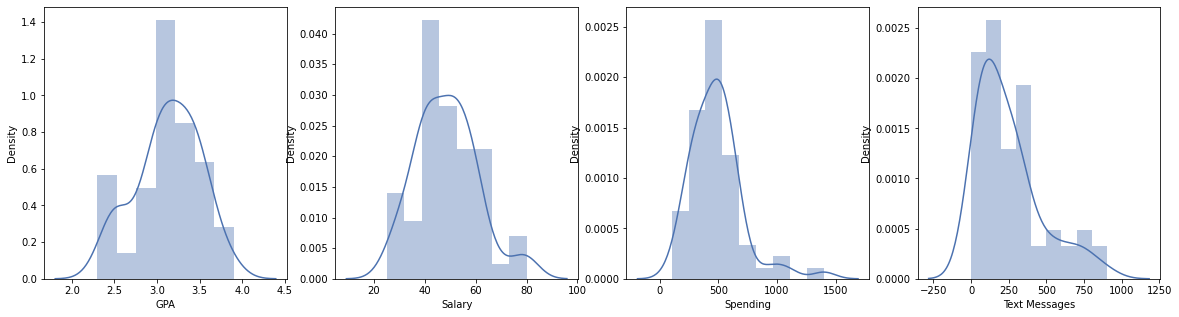 1.4
1.2
1.0
0.8
0.6
0.4
0.2
0.0
Density
2.0 2.5 3.0 3.5 4.0 4.5
GPA
0.040
0.035
0.030
0.025
0.020
0.015
0.010
0.005
0.000
Density
20 40 60 80 100
Salary
0.0025
0.0020
0.0015
0.0010
0.0005
0.0000
Density
0 500 1000 1500
Spending
0.0025
0.0020
0.0015
0.0010
0.0005
0.0000
Density
−250 0 250 500 750 1000 1250
Text Messages